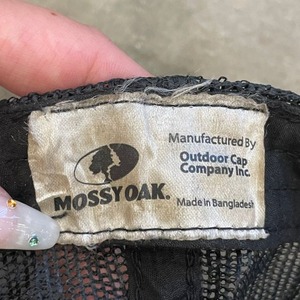 MOSSY OAK.
Manufactured By
Outdoor Cap
Company Inc.
Made in Bangladesh